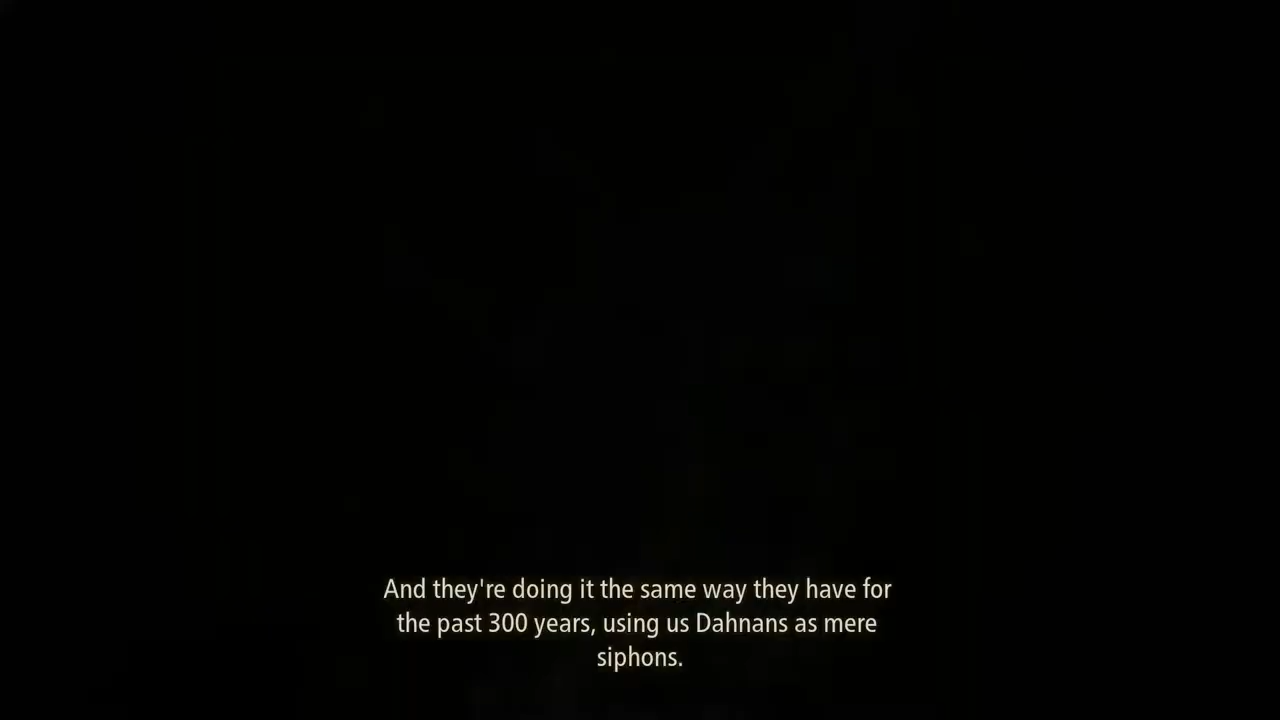 And they're doing it the same way they have for
the past 300 years, using us Dahnans as mere
siphons.